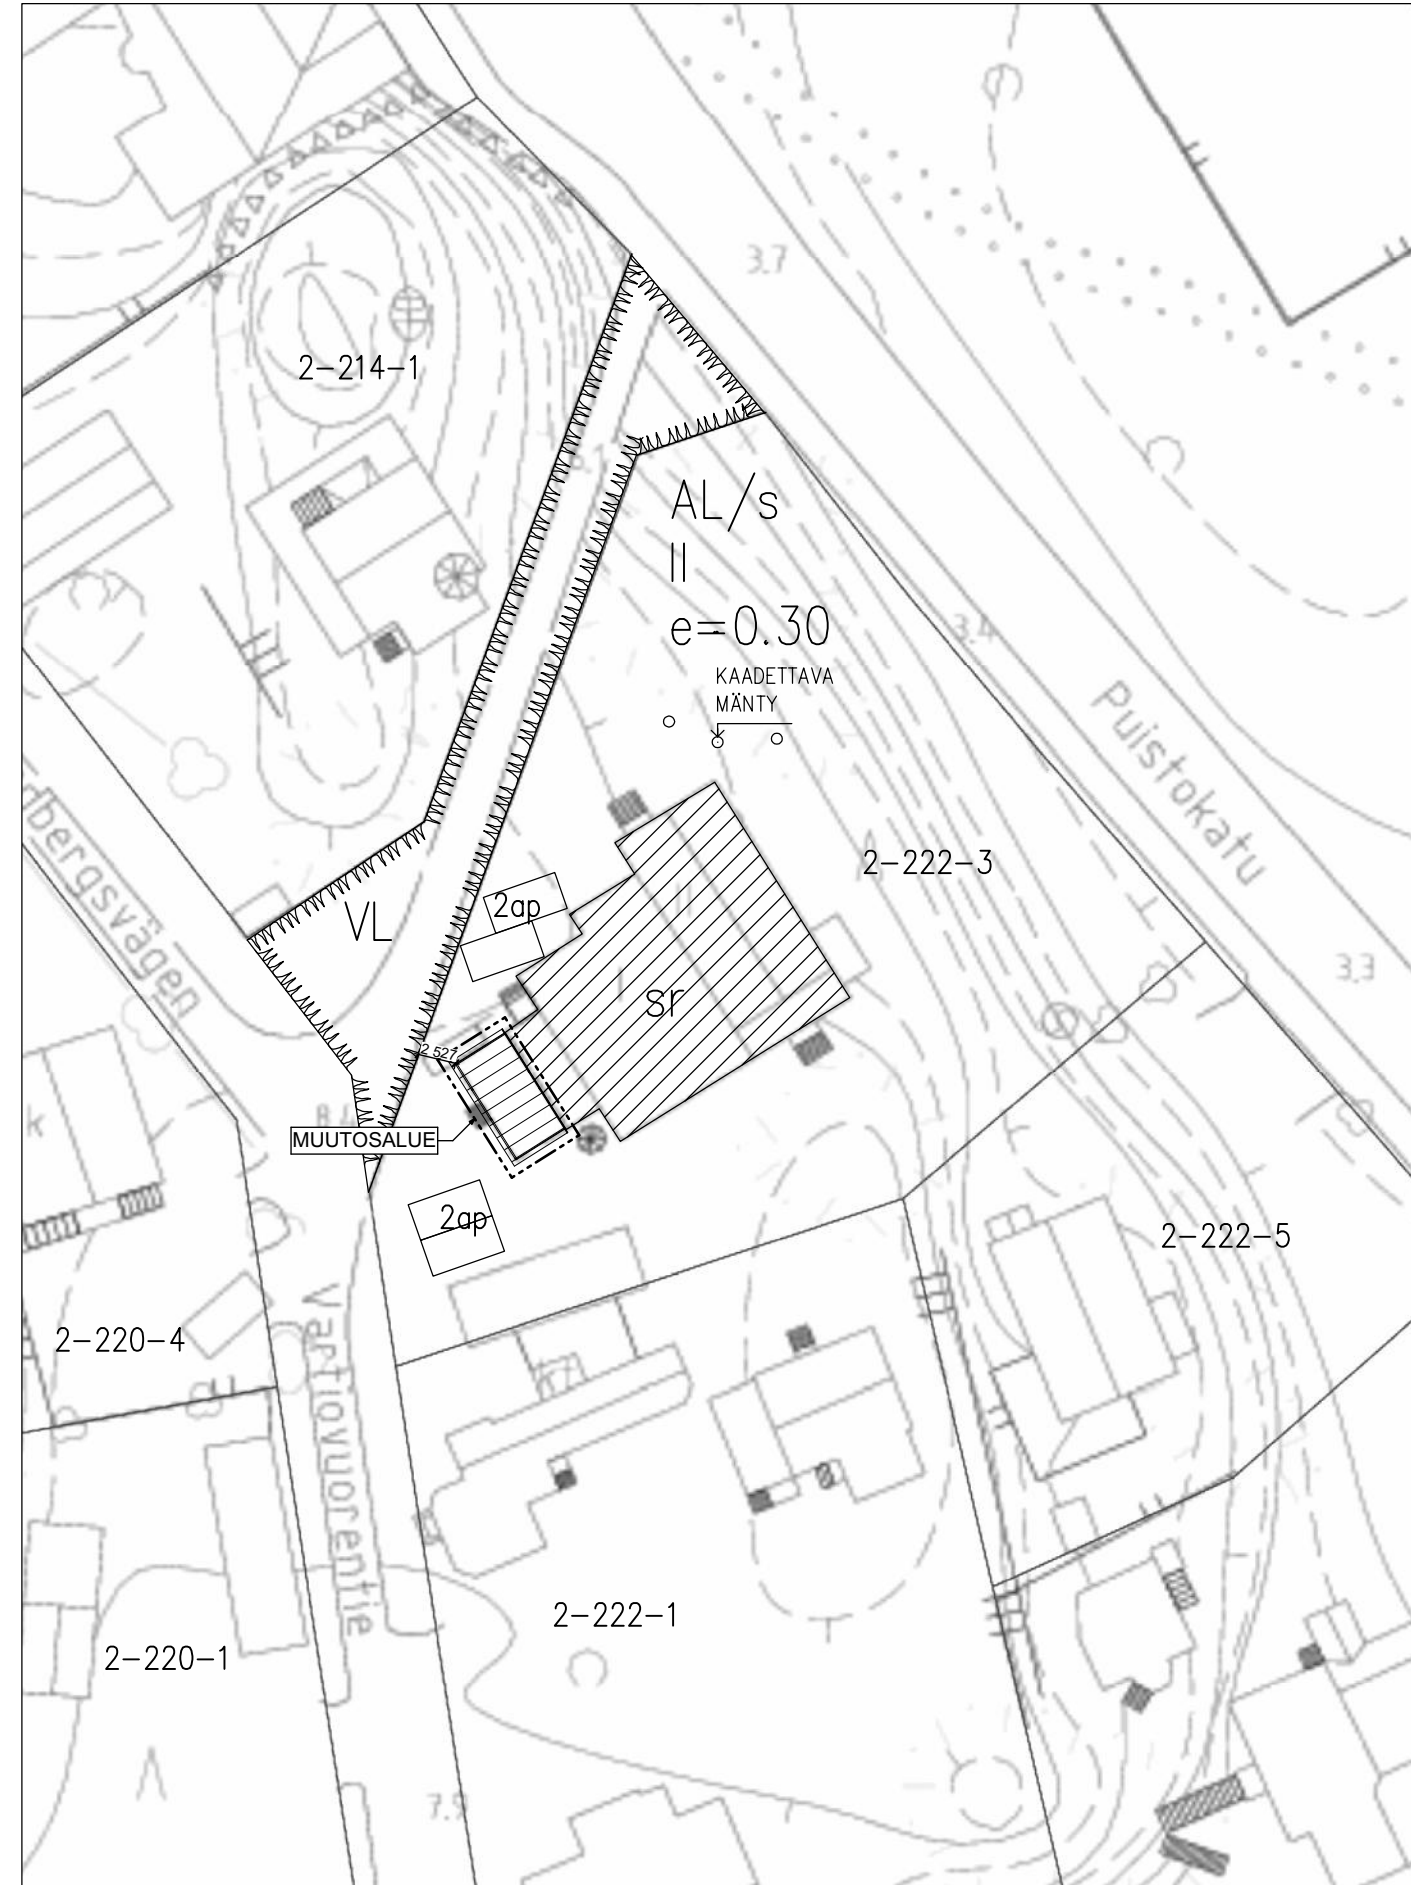 3.7
2-214-1
AL/s
II
e=0.30
KAADETTAVA
MÄNTY
3.4
Puistokatu
2-222-3
2ap
VL
dbergsvägen
3.3
sr
2 527
k
MUUTOSALUE
2ap
2-222-5
2-220-4
Vartiovuorentie
2-222-1
2-220-1
7.9